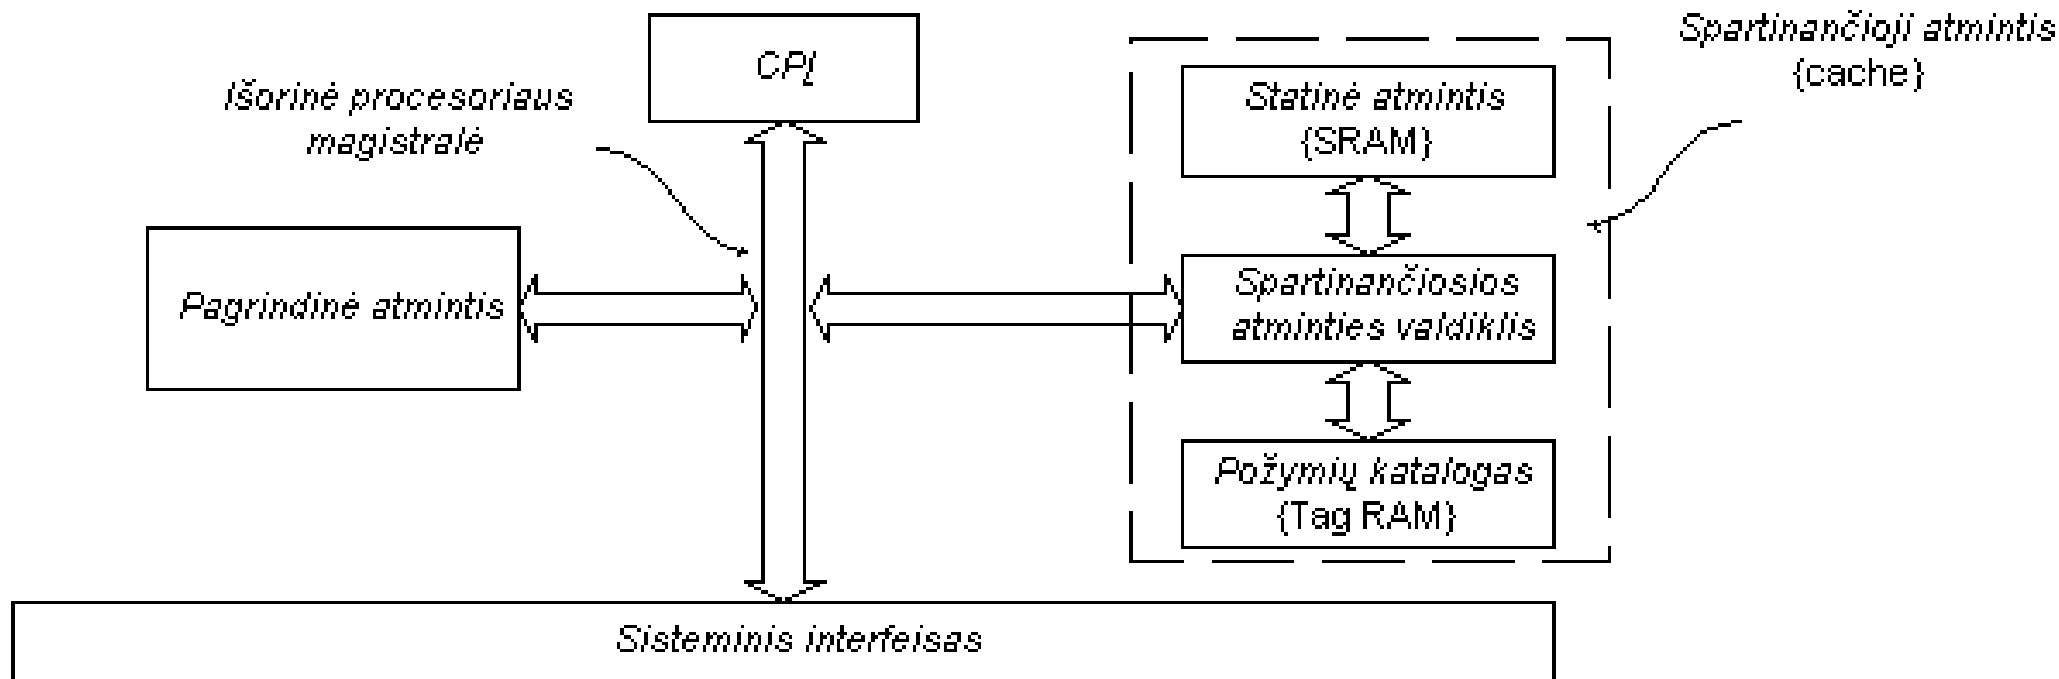 CPĮ
Spartinančioji atmintis
{cache}
Išorinė procesoriaus
magistralė
Statinė atmintis
{SRAM}
Pagrindinė atmintis
Spartinančiosios
atminties valdiklis
Požymių katalogas
{Tag RAM}
Sisteminis interfeisas